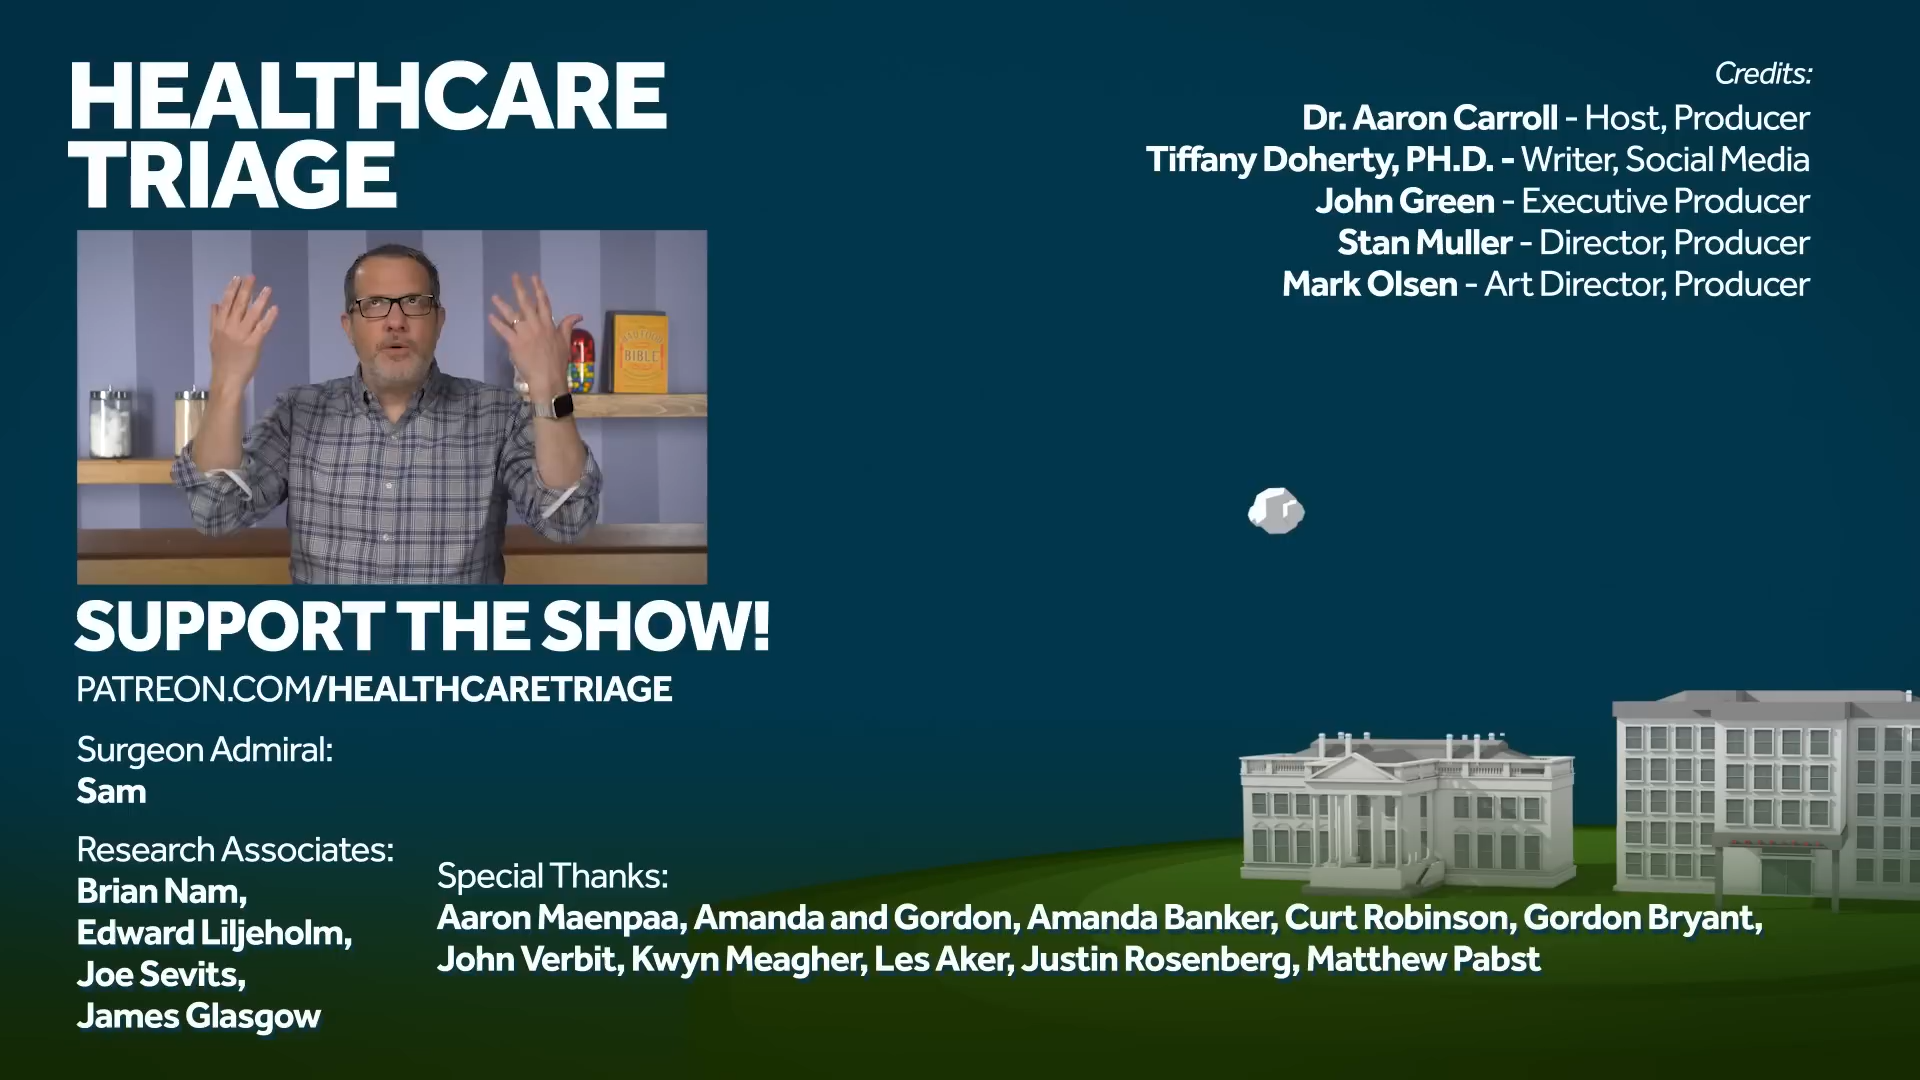 HEALTHCARE
TRIAGE
BIBLE
SUPPORT THE SHOW!
PATREON.COM/HEALTHCARETRIAGE
Surgeon Admiral:
Sam
Research Associates:
Brian Nam,
Edward Liljeholm,
Joe Sevits,
James Glasgow
Special Thanks:
Aaron Maenpaa, Amanda and Gordon, Amanda Banker, Curt Robinson, Gordon Bryant,
John Verbit, Kwyn Meagher, Les Aker, Justin Rosenberg, Matthew Pabst
Credits:
Dr. Aaron Carroll - Host, Producer
Tiffany Doherty, PH.D. - Writer, Social Media
John Green - Executive Producer
Stan Muller - Director, Producer
Mark Olsen - Art Director, Producer